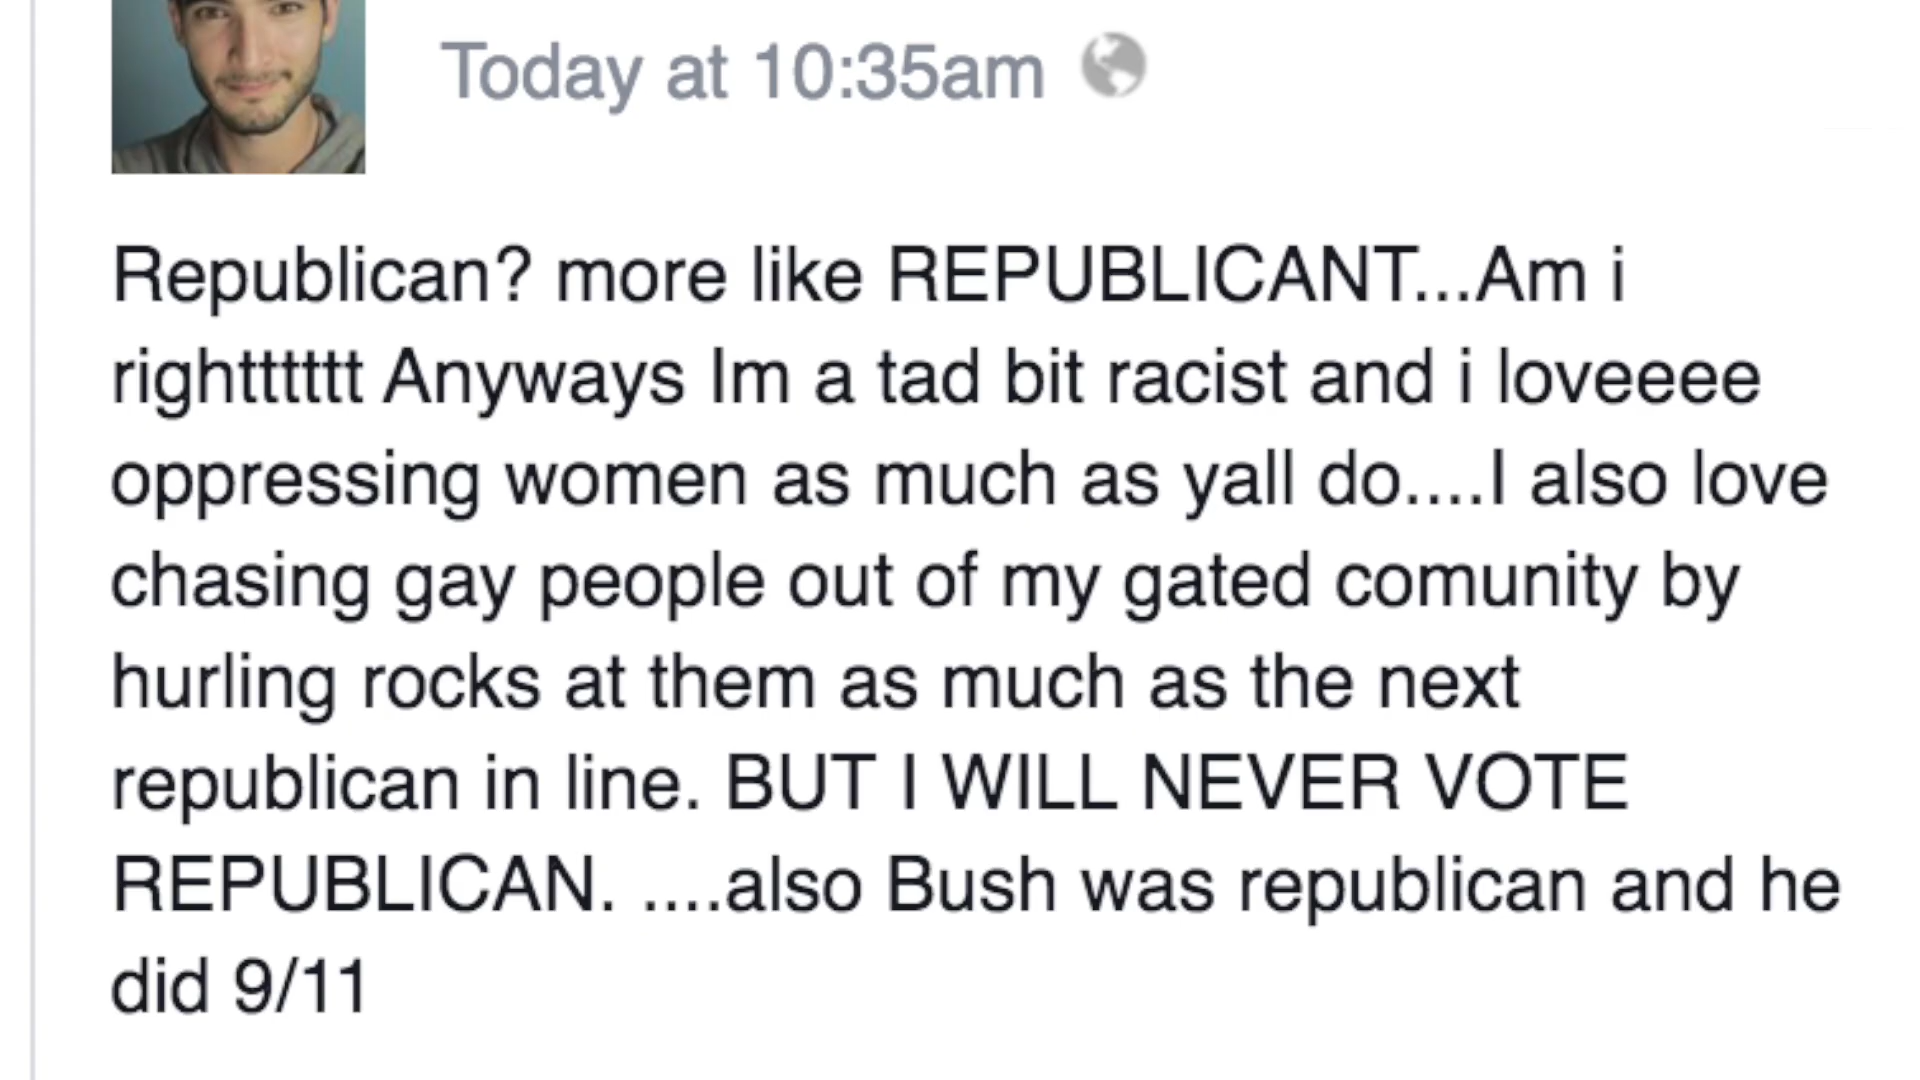 Today at 10:35am
Republican? more like REPUBLICANT...Am i
rightttttt Anyways Im a tad bit racist and i loveeee
oppressing women as much as yall do....I also love
chasing gay people out of my gated comunity by
hurling rocks at them as much as the next
republican in line. BUT I WILL NEVER VOTE
REPUBLICAN. ....also Bush was republican and he
did 9/11